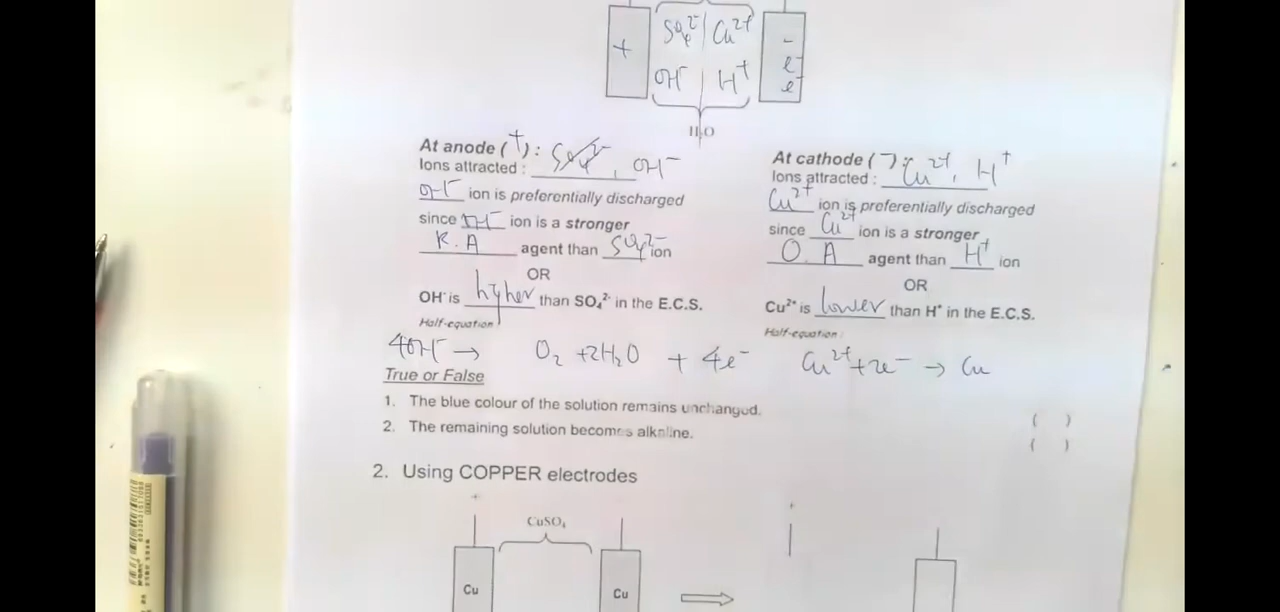 + SO₄²⁻ Cu²⁺ -
OH⁻ H⁺ e⁻
e⁻
H₂O
At anode (+) :
Ions attracted : SO₄²⁻, OH⁻
OH⁻ ion is preferentially discharged
since OH⁻ ion is a stronger
R.A agent than SO₄²⁻ ion
OR
OH⁻ is higher than SO₄²⁻ in the E.C.S.
Half-equation
4OH⁻ → O₂ + 2H₂O + 4e⁻
At cathode (-) :
Ions attracted : Cu²⁺, H⁺
Cu²⁺ ion is preferentially discharged
since Cu²⁺ ion is a stronger
O.A agent than H⁺ ion
OR
Cu²⁺ is lower than H⁺ in the E.C.S.
Half-equation :
Cu²⁺ + 2e⁻ → Cu
True or False
1. The blue colour of the solution remains unchanged. ( )
2. The remaining solution becomes alkaline. ( )
2. Using COPPER electrodes
+ CuSO₄ +
Cu Cu